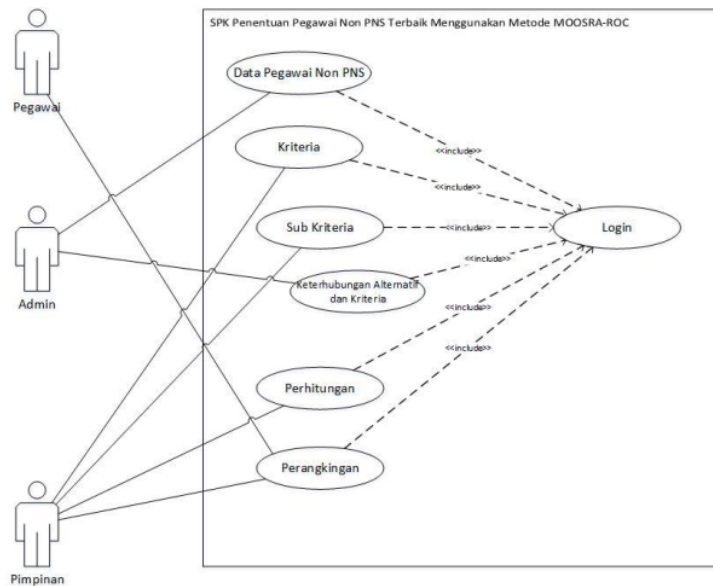 SPK Penentuan Pegawai Non PNS Terbaik Menggunakan Metode MOOSRA-ROC
Pegawai
Data Pegawai Non PNS
<<include>>
Kriteria
<<include>>
Sub Kriteria
<<include>>
Login
Admin
Keterhubungan Alternatif
dan Kriteria
<<include>>
<<include>>
Perhitungan
<<include>>
Perangkingan
Pimpinan